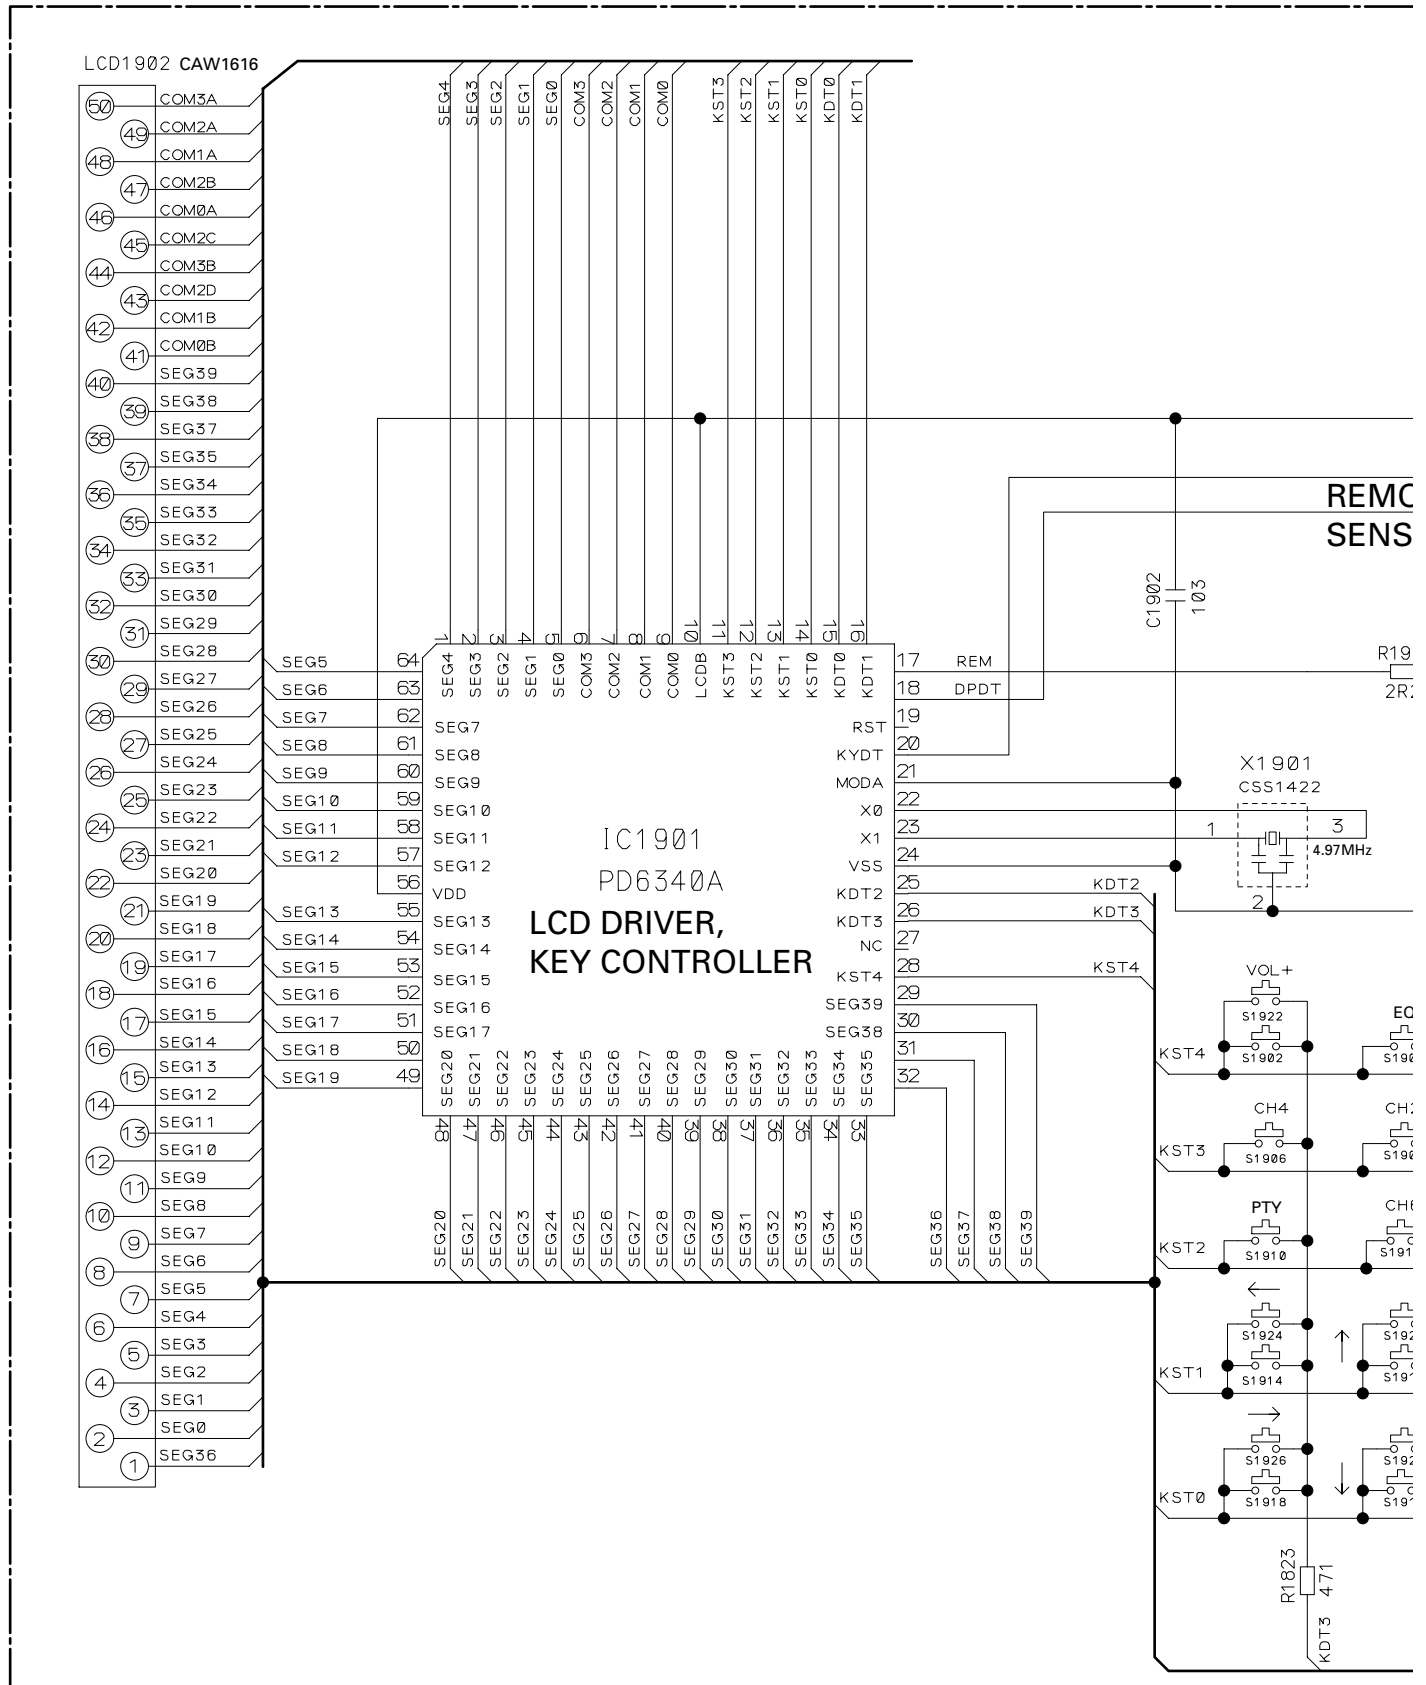 LCD1902 CAW1616
50 COM3A
49 COM2A
48 COM1A
47 COM2B
46 COM0A
45 COM2C
44 COM3B
43 COM2D
42 COM1B
41 COM0B
40 SEG39
39 SEG38
38 SEG37
37 SEG35
36 SEG34
35 SEG33
34 SEG32
33 SEG31
32 SEG30
31 SEG29
30 SEG28
29 SEG27
28 SEG26
27 SEG25
26 SEG24
25 SEG23
24 SEG22
23 SEG21
22 SEG20
21 SEG19
20 SEG18
19 SEG17
18 SEG16
17 SEG15
16 SEG14
15 SEG13
14 SEG12
13 SEG11
12 SEG10
11 SEG9
10 SEG8
9 SEG7
8 SEG6
7 SEG5
6 SEG4
5 SEG3
4 SEG2
3 SEG1
2 SEG0
1 SEG36
SEG4 SEG3 SEG2 SEG1 SEG0 COM3 COM2 COM1 COM0 KST3 KST2 KST1 KST0 KDT0 KDT1
1 2 3 4 5 6 7 8 9 10 11 12 13 14 15 16
SEG4 SEG3 SEG2 SEG1 SEG0 COM3 COM2 COM1 COM0 LCDB KST3 KST2 KST1 KST0 KDT0 KDT1
SEG5 64
SEG6 63
SEG7 62 SEG7
SEG8 61 SEG8
SEG9 60 SEG9
SEG10 59 SEG10
SEG11 58 SEG11
SEG12 57 SEG12
56 VDD
SEG13 55 SEG13
SEG14 54 SEG14
SEG15 53 SEG15
SEG16 52 SEG16
SEG17 51 SEG17
SEG18 50
SEG19 49
IC1901
PD6340A
LCD DRIVER,
KEY CONTROLLER
17 REM
18 DPDT
RST 19
KYDT 20
MODA 21
X0 22
X1 23
VSS 24
KDT2 25 KDT2
KDT3 26 KDT3
NC 27
KST4 28 KST4
SEG39 29
SEG38 30
31
32
SEG20 SEG21 SEG22 SEG23 SEG24 SEG25 SEG26 SEG27 SEG28 SEG29 SEG30 SEG31 SEG32 SEG33 SEG34 SEG35
48 47 46 45 44 43 42 41 40 39 38 37 36 35 34 33
SEG20 SEG21 SEG22 SEG23 SEG24 SEG25 SEG26 SEG27 SEG28 SEG29 SEG30 SEG31 SEG32 SEG33 SEG34 SEG35 SEG36 SEG37 SEG38 SEG39
REMO
SENS
C1902
103
R19
2R2
X1901
CSS1422
1 3
4.97MHz
2
VOL+
S1922
EQ
KST4 S1902 S190
CH4 CH2
KST3 S1906 S190
PTY CH6
KST2 S1910 S191
←
S1924 ↑ S192
KST1 S1914 S191
→
S1926 ↓ S192
KST0 S1918 S191
R1823
471
KDT3